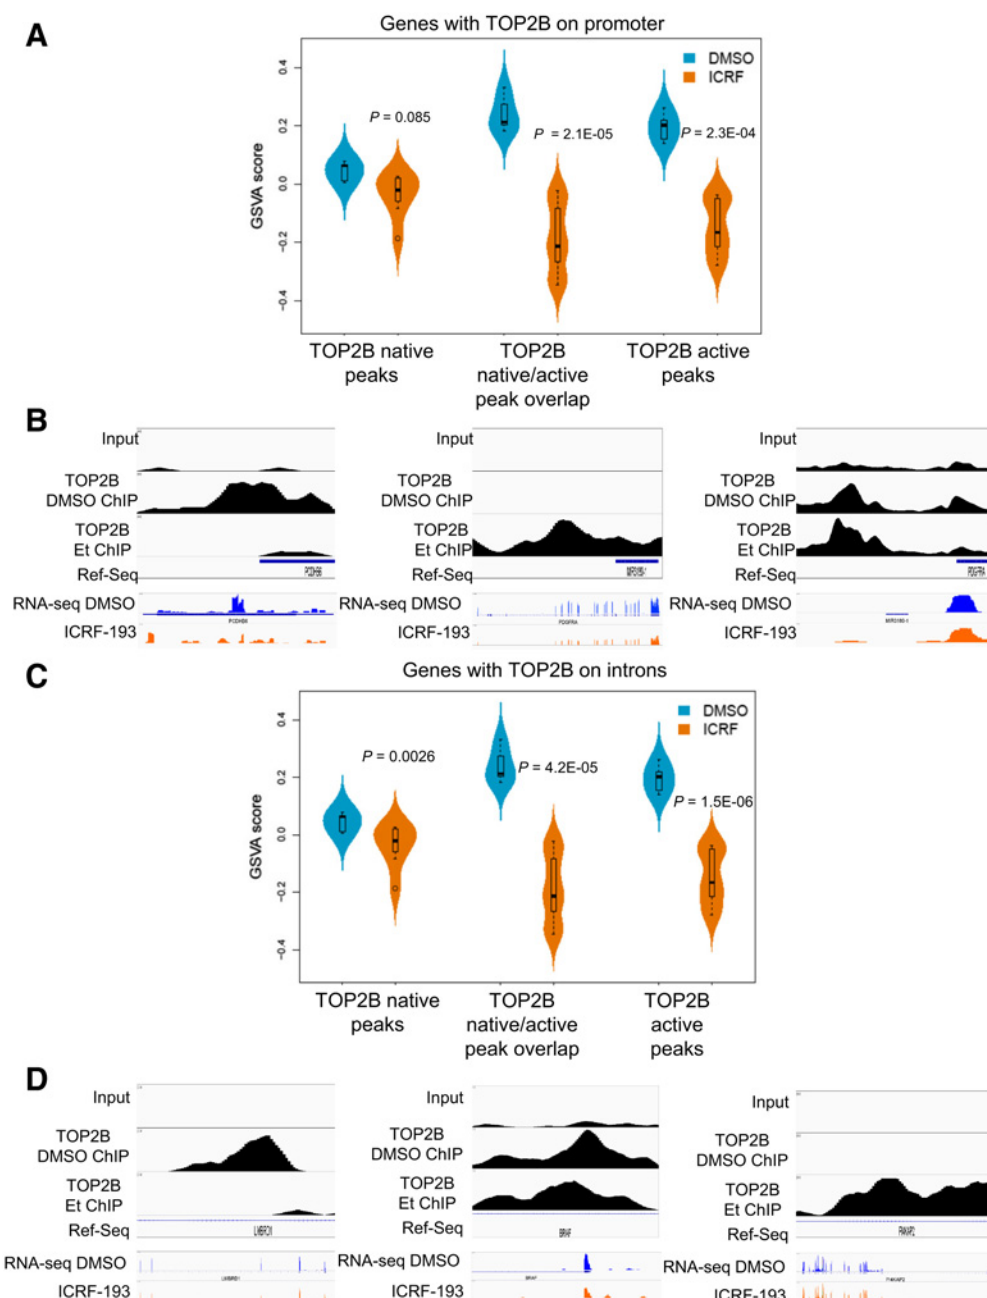 A
Genes with TOP2B on promoter
DMSO
ICRF
GSVA score
0.4
0.2
0.0
−0.2
−0.4
P = 0.085
P = 2.1E-05
P = 2.3E-04
TOP2B native
peaks
TOP2B
native/active
peak overlap
TOP2B active
peaks
B
Input
TOP2B
DMSO ChIP
TOP2B
Et ChIP
Ref-Seq
RNA-seq DMSO
ICRF-193
Input
TOP2B
DMSO ChIP
TOP2B
Et ChIP
Ref-Seq
RNA-seq DMSO
PDGFRA
ICRF-193
Input
TOP2B
DMSO ChIP
TOP2B
Et ChIP
Ref-Seq
RNA-seq DMSO
ICRF-193
C
Genes with TOP2B on introns
DMSO
ICRF
GSVA score
0.4
0.2
0.0
−0.2
−0.4
P = 0.0026
P = 4.2E-05
P = 1.5E-06
TOP2B native
peaks
TOP2B
native/active
peak overlap
TOP2B
active
peaks
D
Input
TOP2B
DMSO ChIP
TOP2B
Et ChIP
Ref-Seq
LMBRD1
RNA-seq DMSO
LMBRD1
ICRF-193
Input
TOP2B
DMSO ChIP
TOP2B
Et ChIP
Ref-Seq
BRAF
RNA-seq DMSO
BRAF
ICRF-193
Input
TOP2B
DMSO ChIP
TOP2B
Et ChIP
Ref-Seq
RNA-seq DMSO
ICRF-193